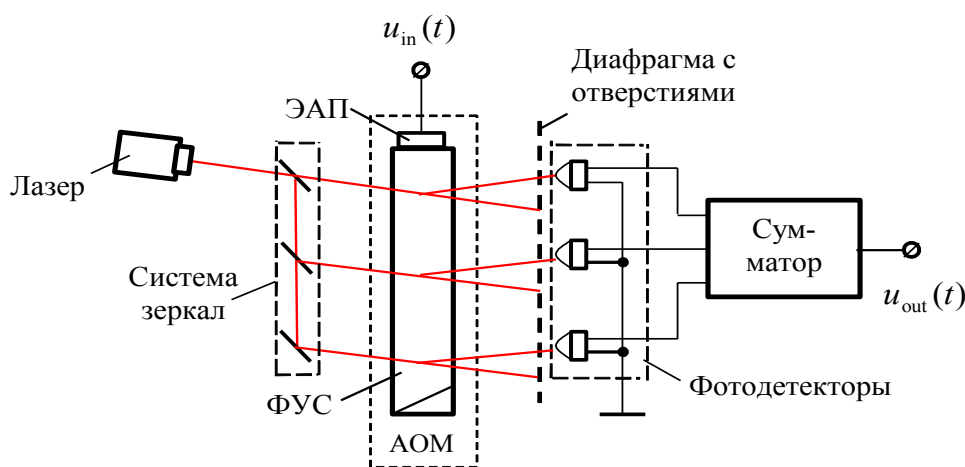 u_in(t)
Диафрагма с
отверстиями
ЭАП
Лазер
Сум-
матор
Система
зеркал
u_out(t)
Фотодетекторы
ФУС
АОМ